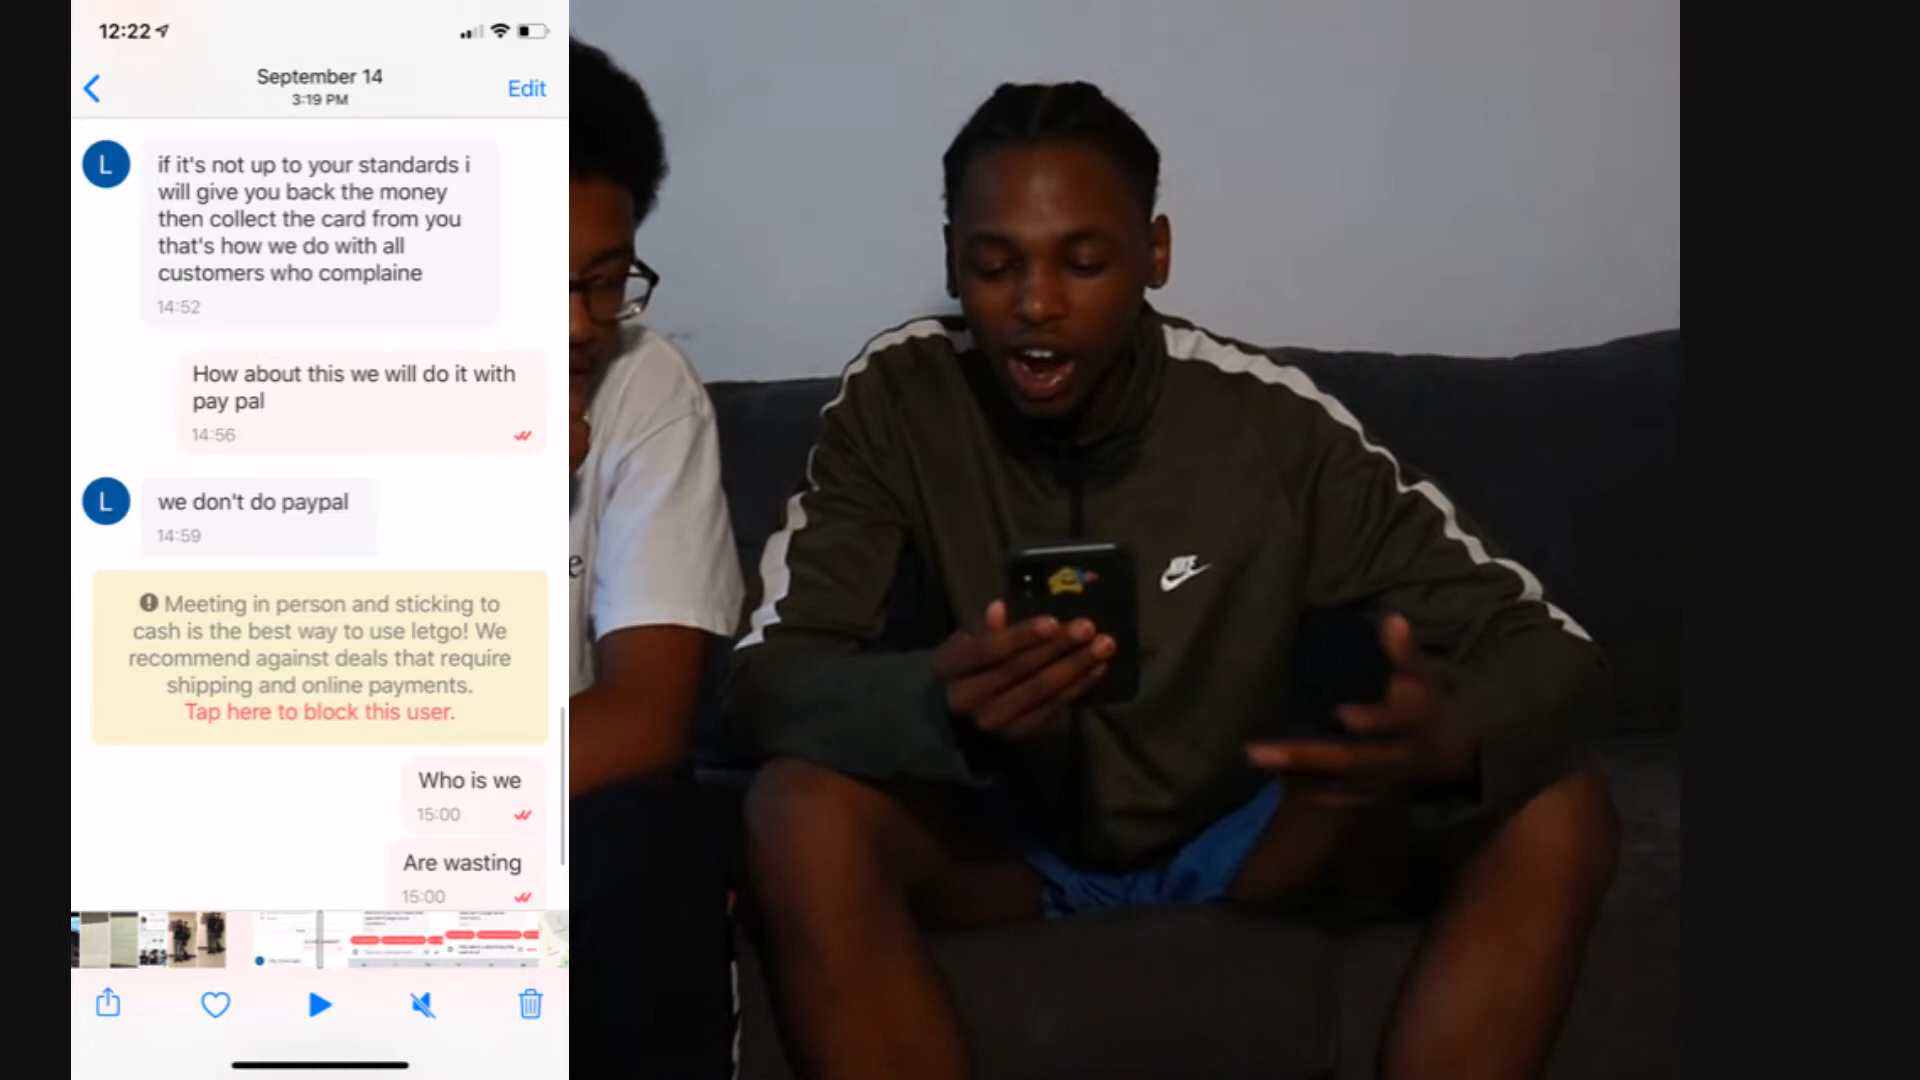 12:22
September 14
3:19 PM
Edit
L
if it's not up to your standards i
will give you back the money
then collect the card from you
that's how we do with all
customers who complaine
14:52
How about this we will do it with
pay pal
14:56
L
we don't do paypal
14:59
Meeting in person and sticking to
cash is the best way to use letgo! We
recommend against deals that require
shipping and online payments.
Tap here to block this user.
Who is we
15:00
Are wasting
15:00
NIKE